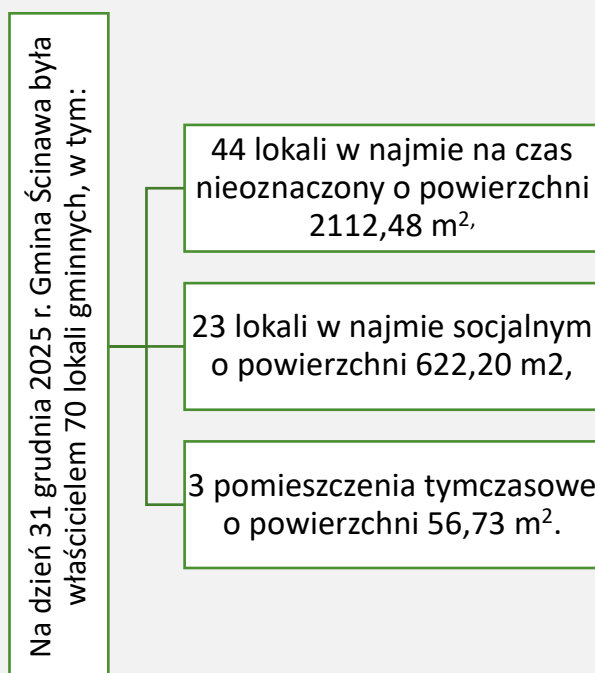 Na dzień 31 grudnia 2025 r. Gmina Ścinawa była
właścicielem 70 lokali gminnych, w tym:
44 lokali w najmie na czas
nieoznaczony o powierzchni
2112,48 m²,
23 lokali w najmie socjalnym
o powierzchni 622,20 m2,
3 pomieszczenia tymczasowe
o powierzchni 56,73 m².